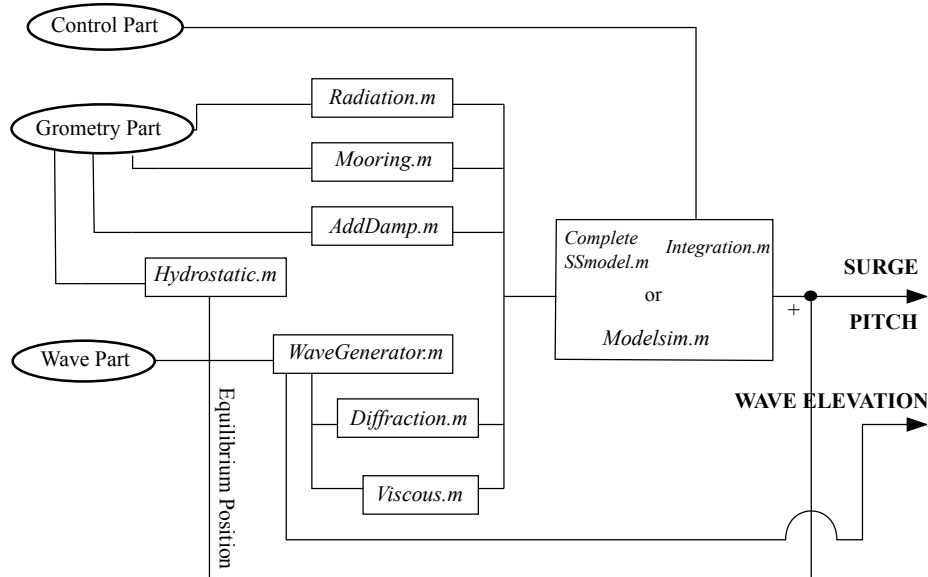 Control Part
Radiation.m
Grometry Part
Mooring.m
AddDamp.m
Complete
SSmodel.m
Integration.m
Hydrostatic.m
or
SURGE
+
PITCH
Modelsim.m
Wave Part
WaveGenerator.m
Equilibrium Position
WAVE ELEVATION
Diffraction.m
Viscous.m